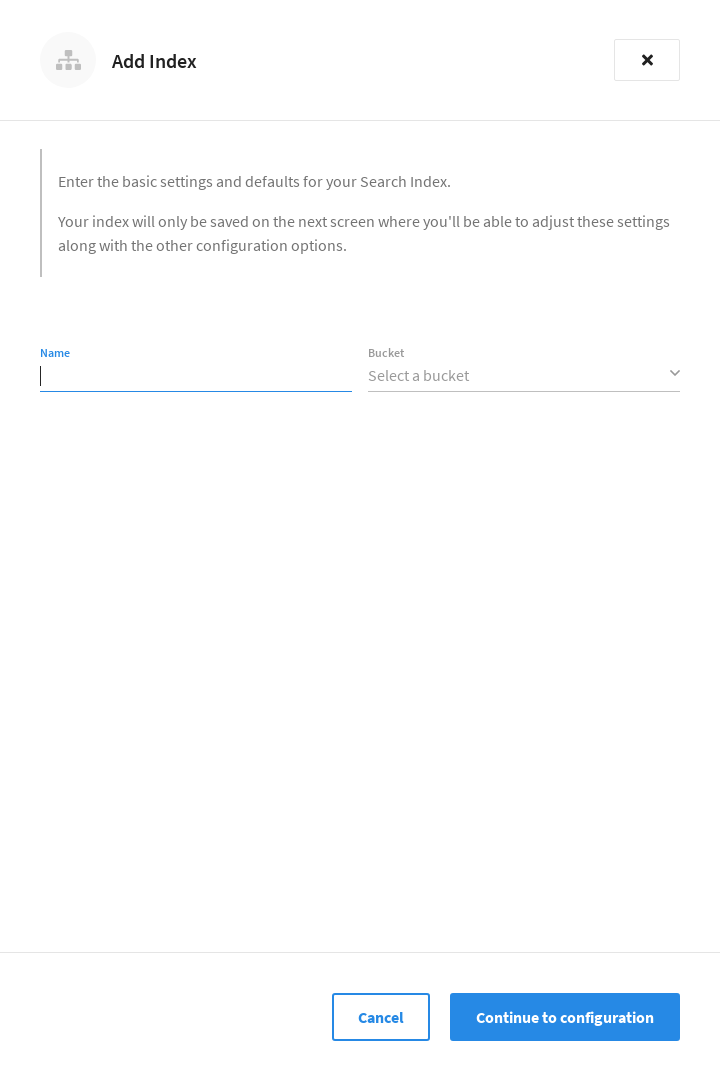 Add Index
Enter the basic settings and defaults for your Search Index.
Your index will only be saved on the next screen where you'll be able to adjust these settings
along with the other configuration options.
Name
Bucket
Select a bucket
Cancel
Continue to configuration